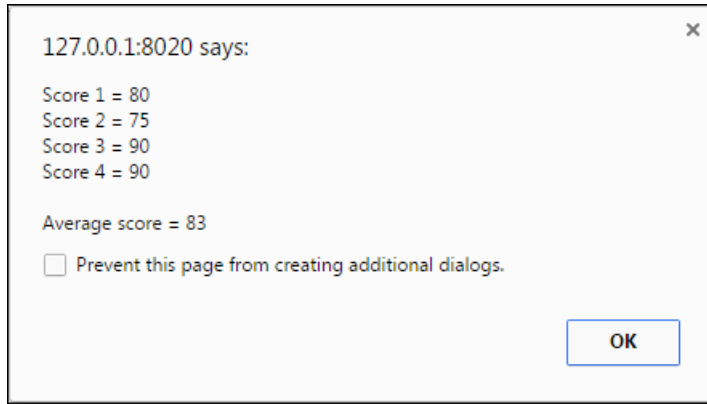 127.0.0.1:8020 says:
Score 1 = 80
Score 2 = 75
Score 3 = 90
Score 4 = 90
Average score = 83
Prevent this page from creating additional dialogs.
OK